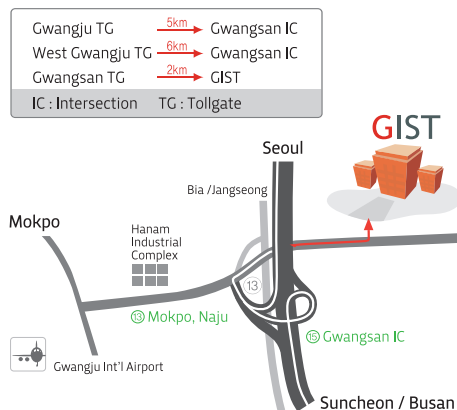 Gwangju TG 5km Gwangsan IC
West Gwangju TG 6km Gwangsan IC
Gwangsan TG 2km GIST
IC : Intersection TG : Tollgate
GIST
Seoul
Bia /Jangseong
Mokpo
Hanam
Industrial
Complex
13
⑬ Mokpo, Naju
⑮ Gwangsan IC
Gwangju Int'l Airport
Suncheon / Busan